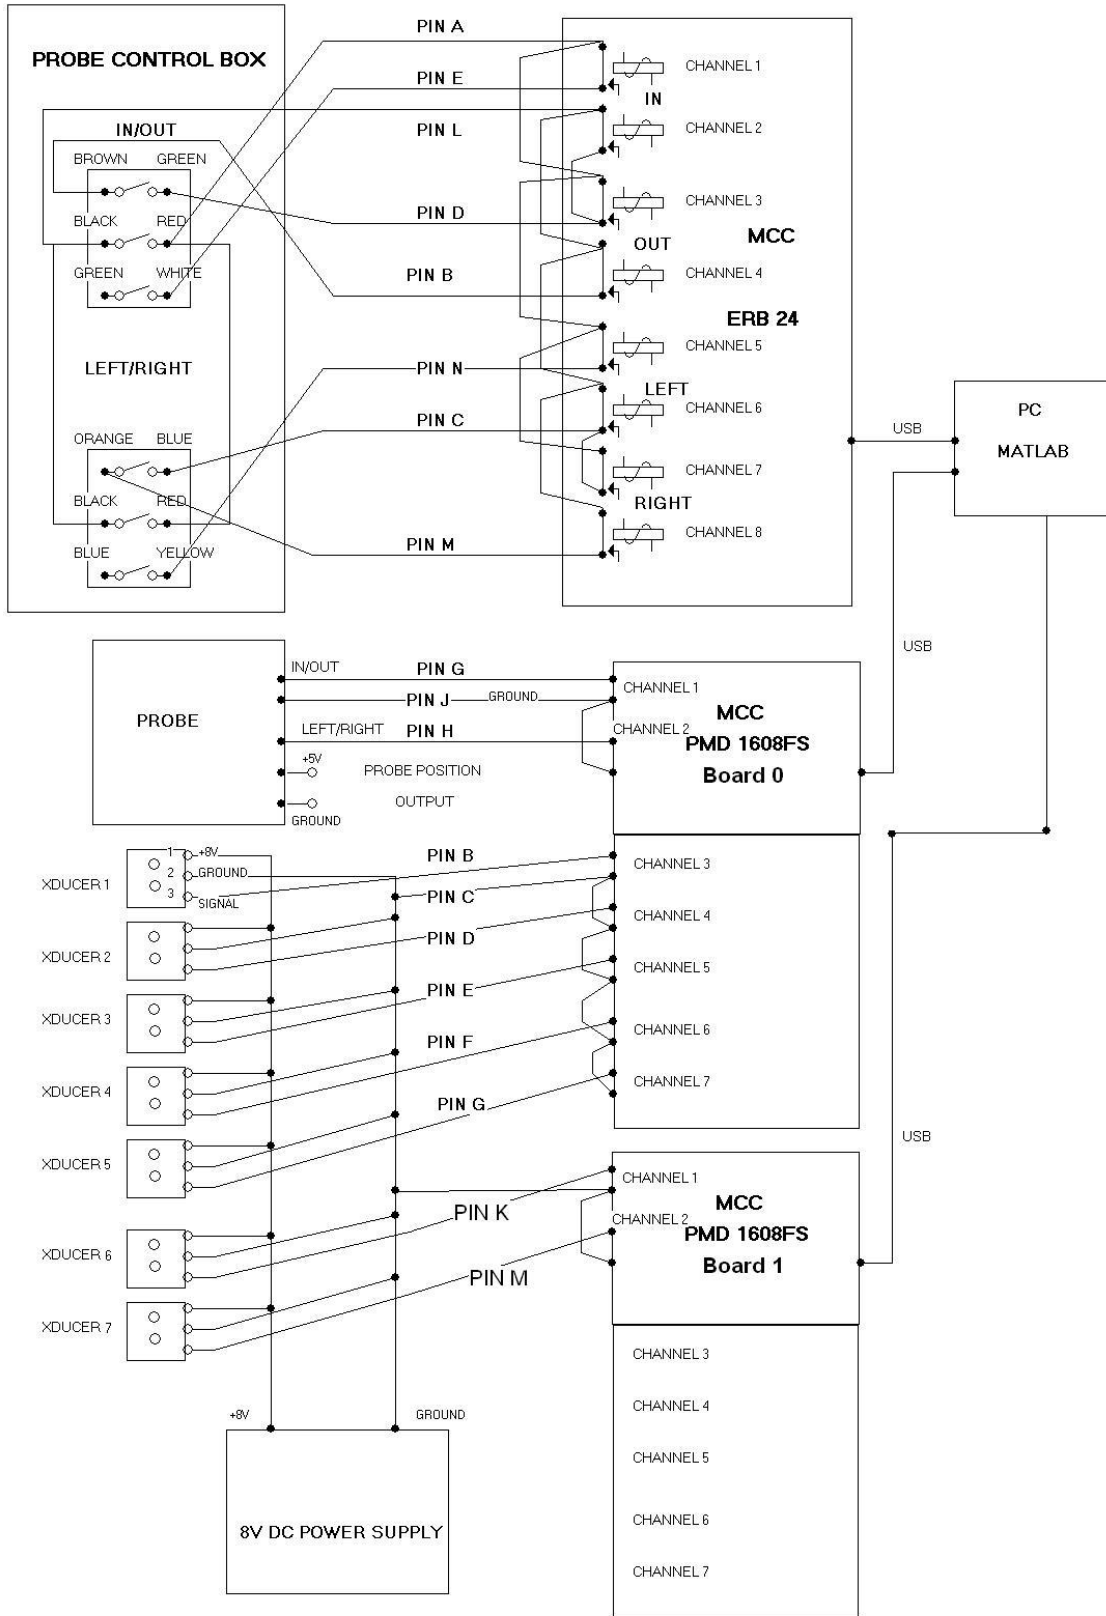 PROBE CONTROL BOX
IN/OUT
BROWN GREEN
BLACK RED
GREEN WHITE
LEFT/RIGHT
ORANGE BLUE
BLACK RED
BLUE YELLOW
PIN A
PIN E
PIN L
PIN D
PIN B
PIN N
PIN C
PIN M
CHANNEL 1
IN
CHANNEL 2
CHANNEL 3
MCC
OUT
CHANNEL 4
ERB 24
CHANNEL 5
LEFT
CHANNEL 6
CHANNEL 7
RIGHT
CHANNEL 8
USB
PC
MATLAB
USB
PROBE
IN/OUT PIN G
PIN J GROUND
LEFT/RIGHT PIN H
+5V
PROBE POSITION
OUTPUT
GROUND
CHANNEL 1
MCC
CHANNEL 2
PMD 1608FS
Board 0
XDUCER 1
1 +8V
2 GROUND
3 SIGNAL
XDUCER 2
XDUCER 3
XDUCER 4
XDUCER 5
XDUCER 6
XDUCER 7
PIN B
PIN C
PIN D
PIN E
PIN F
PIN G
PIN K
PIN M
CHANNEL 3
CHANNEL 4
CHANNEL 5
CHANNEL 6
CHANNEL 7
USB
CHANNEL 1
MCC
CHANNEL 2
PMD 1608FS
Board 1
CHANNEL 3
CHANNEL 4
CHANNEL 5
CHANNEL 6
CHANNEL 7
+8V GROUND
8V DC POWER SUPPLY